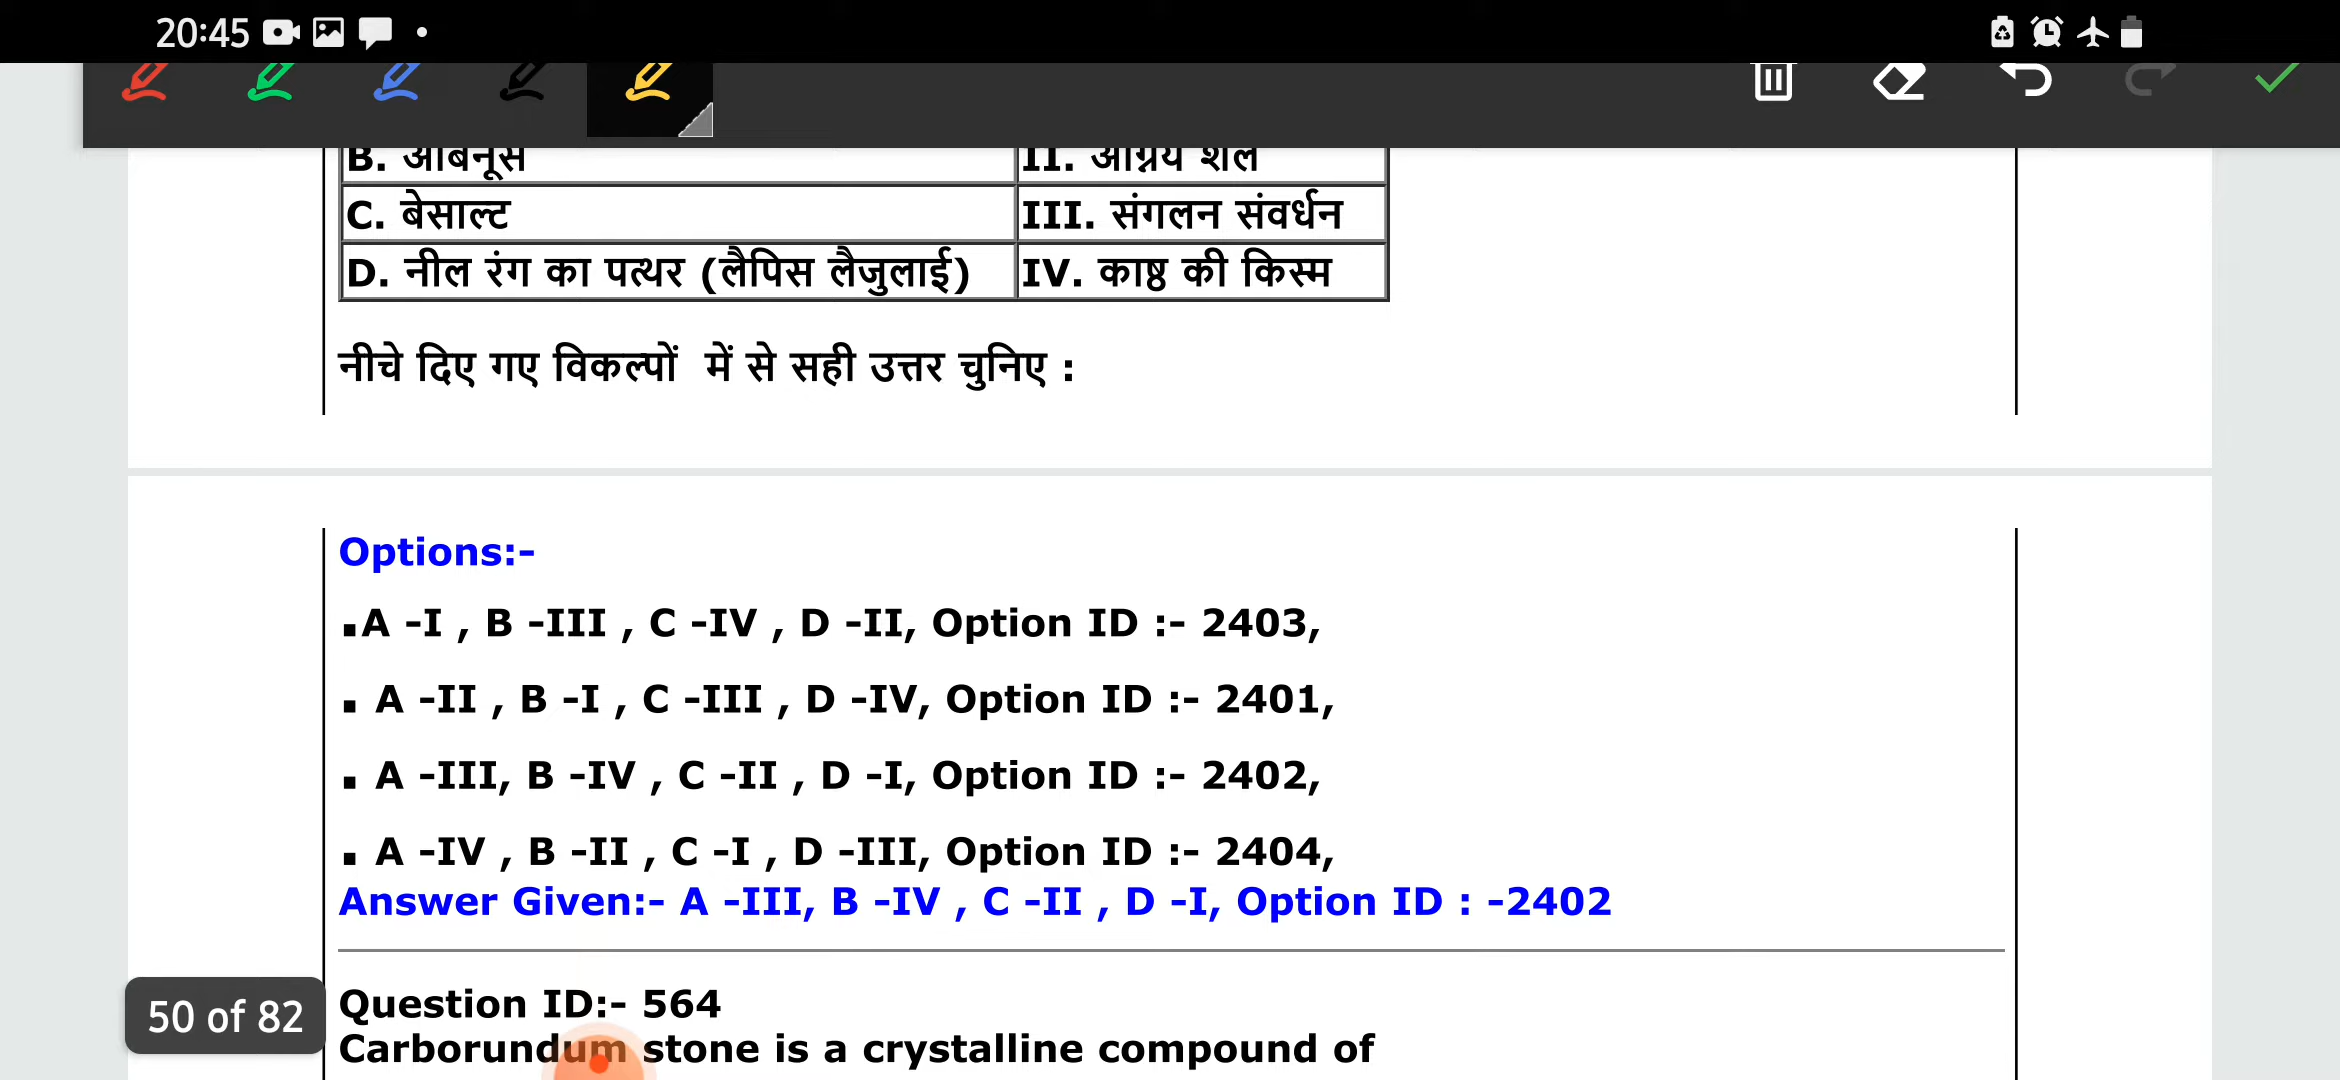 20:45
B. आबनूस
II. आग्नेय शैल
C. बेसाल्ट
III. संगलन संवर्धन
D. नील रंग का पत्थर (लैपिस लैजुलाई)
IV. काष्ठ की किस्म
नीचे दिए गए विकल्पों में से सही उत्तर चुनिए :
Options:-
▪A -I , B -III , C -IV , D -II, Option ID :- 2403,
▪ A -II , B -I , C -III , D -IV, Option ID :- 2401,
▪ A -III, B -IV , C -II , D -I, Option ID :- 2402,
▪ A -IV , B -II , C -I , D -III, Option ID :- 2404,
Answer Given:- A -III, B -IV , C -II , D -I, Option ID : -2402
50 of 82
Question ID:- 564
Carborundum stone is a crystalline compound of